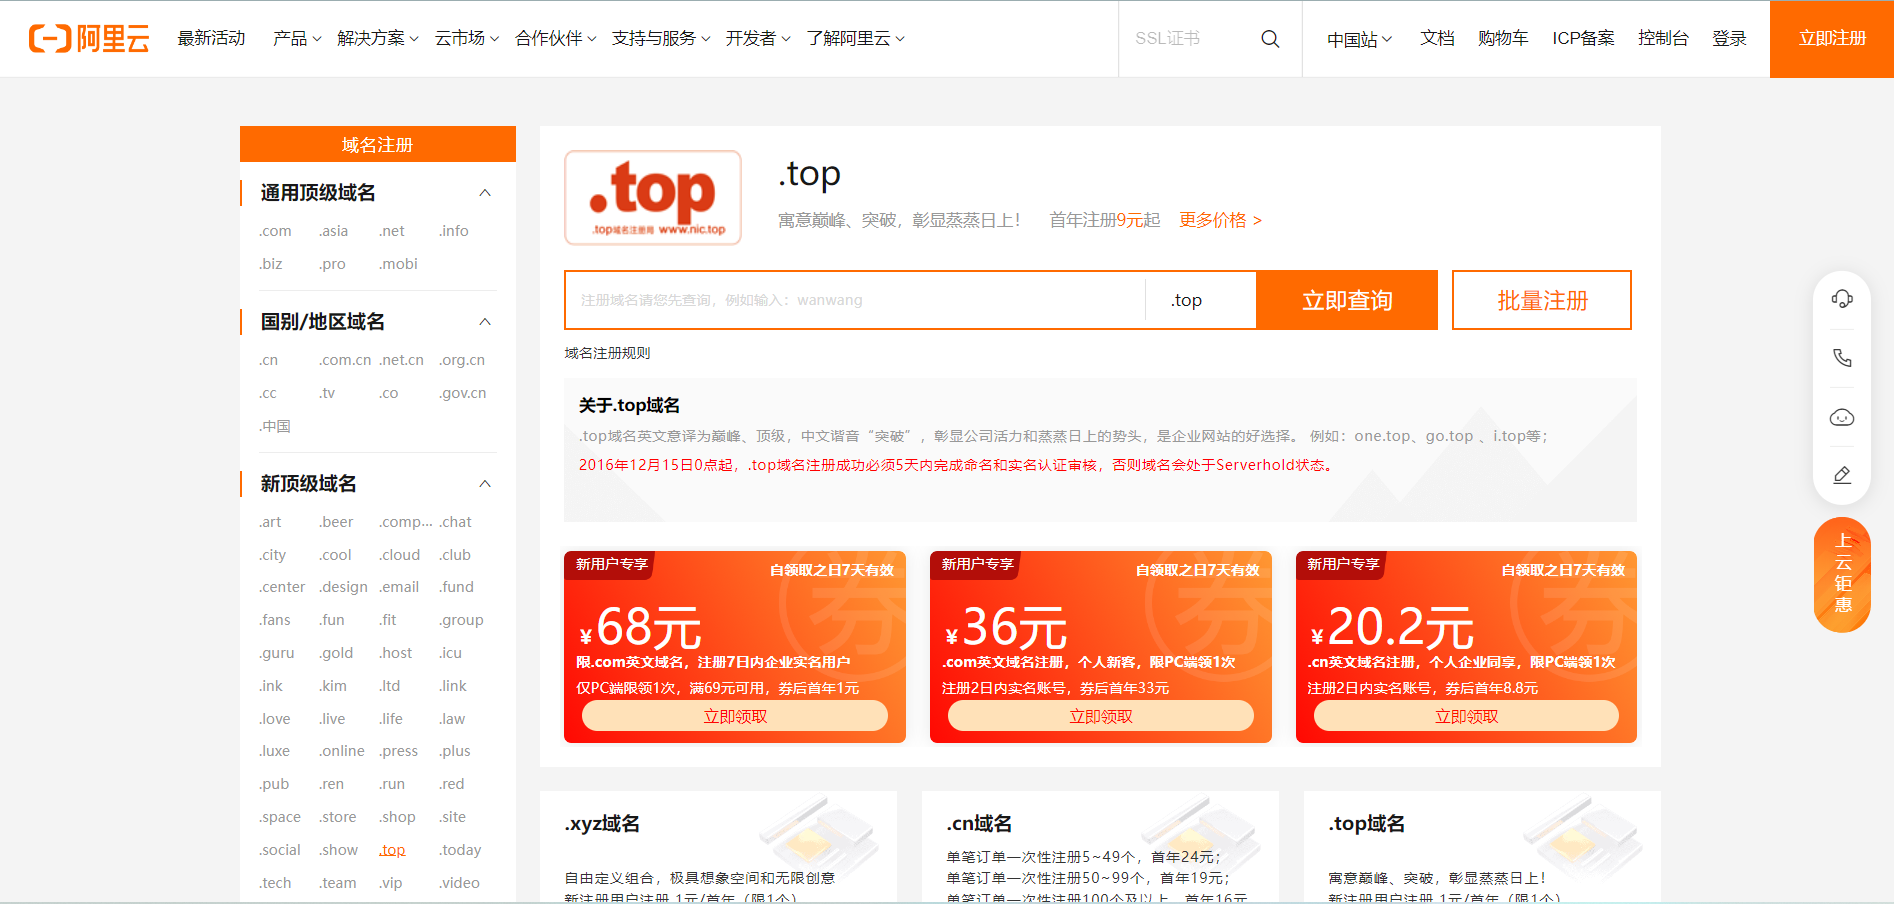 阿里云 最新活动 产品 解决方案 云市场 合作伙伴 支持与服务 开发者 了解阿里云 SSL证书 中国站 文档 购物车 ICP备案 控制台 登录 立即注册
域名注册
通用顶级域名
.com .asia .net .info
.biz .pro .mobi
国别/地区域名
.cn .com.cn .net.cn .org.cn
.cc .tv .co .gov.cn
.中国
新顶级域名
.art .beer .comp... .chat
.city .cool .cloud .club
.center .design .email .fund
.fans .fun .fit .group
.guru .gold .host .icu
.ink .kim .ltd .link
.love .live .life .law
.luxe .online .press .plus
.pub .ren .run .red
.space .store .shop .site
.social .show .top .today
.tech .team .vip .video
.top
.top域名注册局 www.nic.top
.top
寓意巅峰、突破，彰显蒸蒸日上！ 首年注册9元起 更多价格 >
注册域名请您先查询，例如输入：wanwang .top 立即查询 批量注册
域名注册规则
关于.top域名
.top域名英文意译为巅峰、顶级，中文谐音“突破”，彰显公司活力和蒸蒸日上的势头，是企业网站的好选择。 例如：one.top、go.top 、i.top等；
2016年12月15日0点起，.top域名注册成功必须5天内完成命名和实名认证审核，否则域名会处于Serverhold状态。
新用户专享 自领取之日7天有效
券
¥68元
限.com英文域名，注册7日内企业实名用户
仅PC端限领1次，满69元可用，券后首年1元
立即领取
新用户专享 自领取之日7天有效
券
¥36元
.com英文域名注册，个人新客，限PC端领1次
注册2日内实名账号，券后首年33元
立即领取
新用户专享 自领取之日7天有效
券
¥20.2元
.cn英文域名注册，个人企业同享，限PC端领1次
注册2日内实名账号，券后首年8.8元
立即领取
.xyz域名
自由定义组合，极具想象空间和无限创意
新注册用户注册 1元/首年（限1个）
.cn域名
单笔订单一次性注册5~49个，首年24元；
单笔订单一次性注册50~99个，首年19元；
单笔订单一次性注册100个及以上，首年16元
.top域名
寓意巅峰、突破，彰显蒸蒸日上！
新注册用户注册 1元/首年（限1个）
上
云
钜
惠